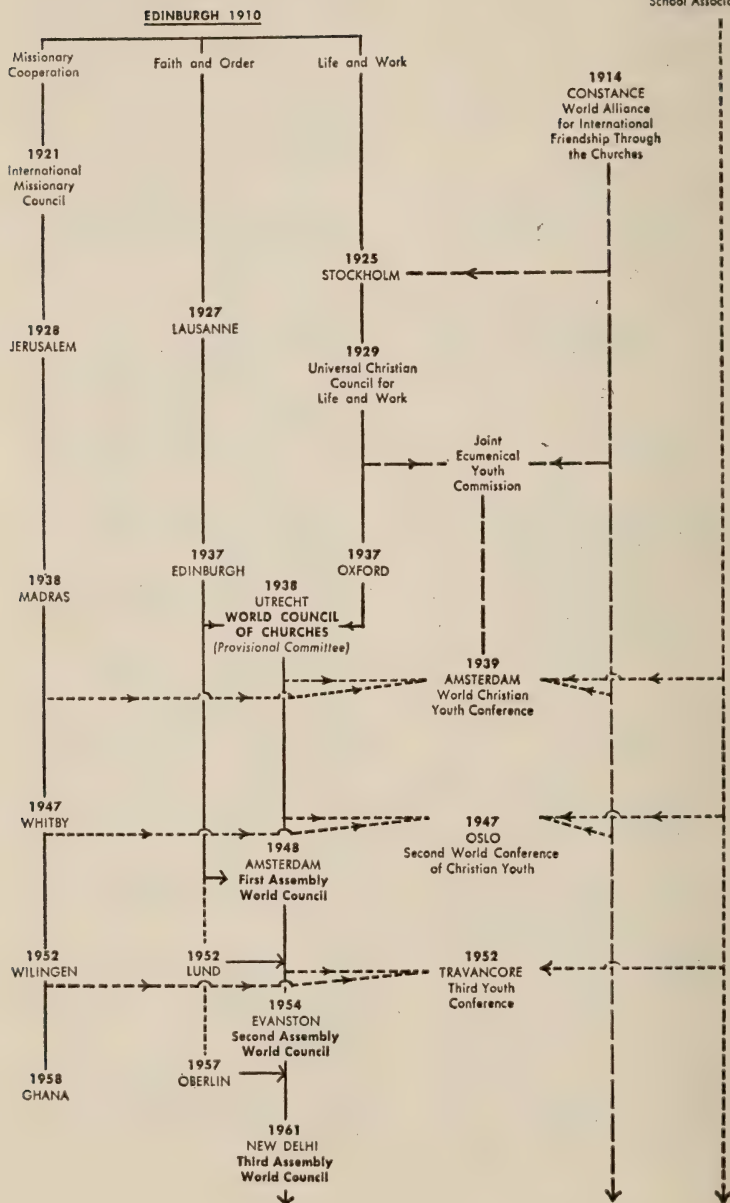 School Associa
EDINBURGH 1910
Missionary
Cooperation
Faith and Order
Life and Work
1914
CONSTANCE
World Alliance
for International
Friendship Through
the Churches
1921
International
Missionary
Council
1925
STOCKHOLM
1927
LAUSANNE
1928
JERUSALEM
1929
Universal Christian
Council for
Life and Work
Joint
Ecumenical
Youth
Commission
1937
EDINBURGH
1937
OXFORD
1938
MADRAS
1938
UTRECHT
WORLD COUNCIL
OF CHURCHES
(Provisional Committee)
1939
AMSTERDAM
World Christian
Youth Conference
1947
WHITBY
1947
OSLO
Second World Conference
of Christian Youth
1948
AMSTERDAM
First Assembly
World Council
1952
WILINGEN
1952
LUND
1952
TRAVANCORE
Third Youth
Conference
1954
EVANSTON
Second Assembly
World Council
1957
OBERLIN
1958
GHANA
1961
NEW DELHI
Third Assembly
World Council